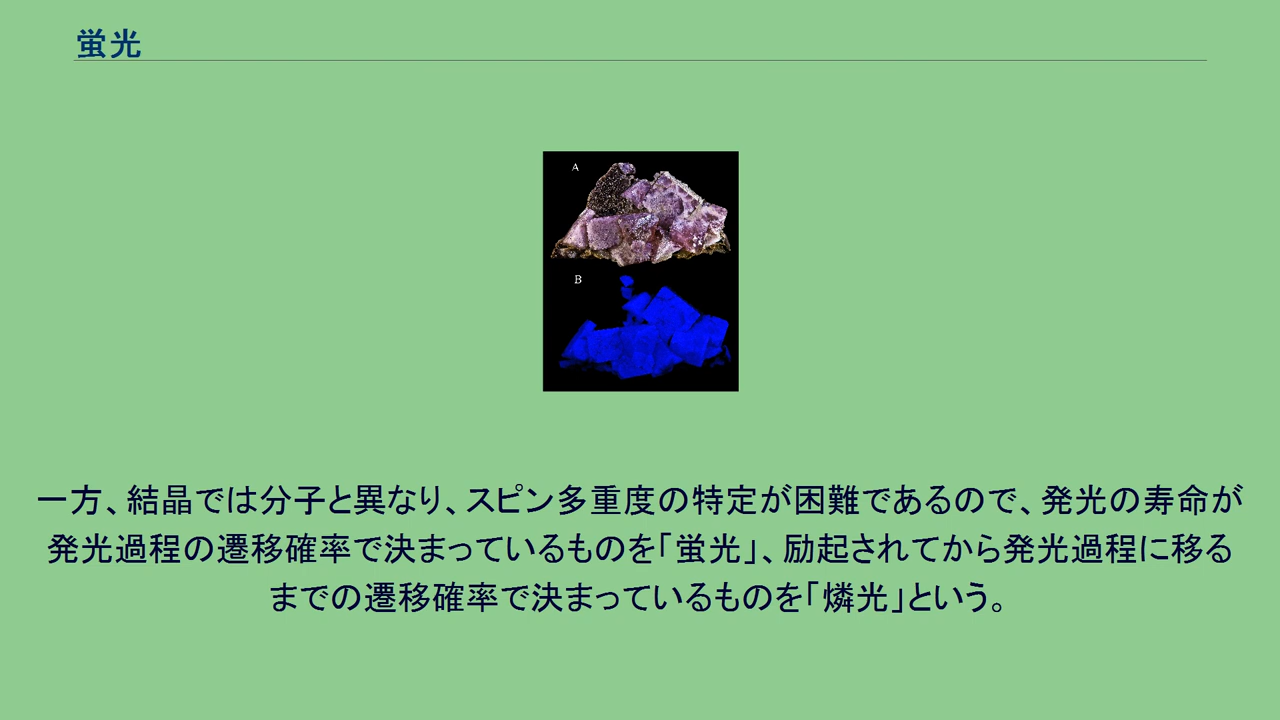 蛍光
A
B
一方、結晶では分子と異なり、スピン多重度の特定が困難であるので、発光の寿命が
発光過程の遷移確率で決まっているものを「蛍光」、励起されてから発光過程に移る
までの遷移確率で決まっているものを「燐光」という。